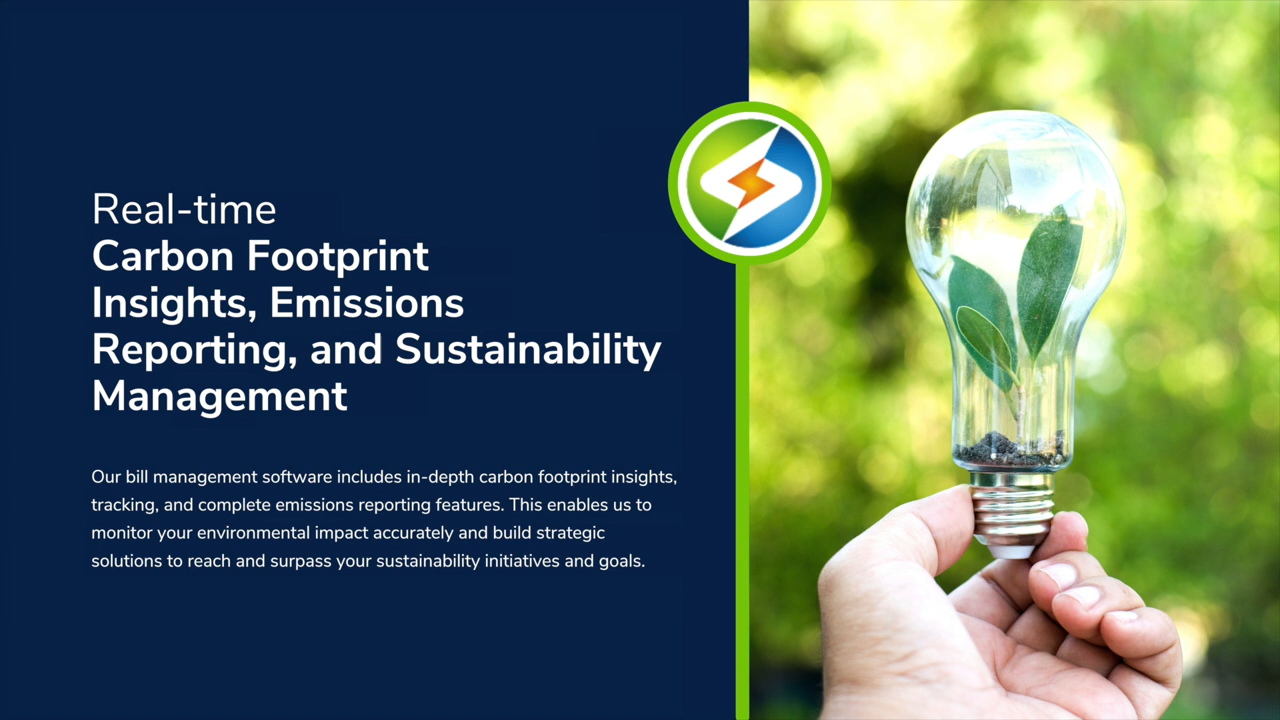 Real-time
Carbon Footprint
Insights, Emissions
Reporting, and Sustainability
Management
Our bill management software includes in-depth carbon footprint insights,
tracking, and complete emissions reporting features. This enables us to
monitor your environmental impact accurately and build strategic
solutions to reach and surpass your sustainability initiatives and goals.